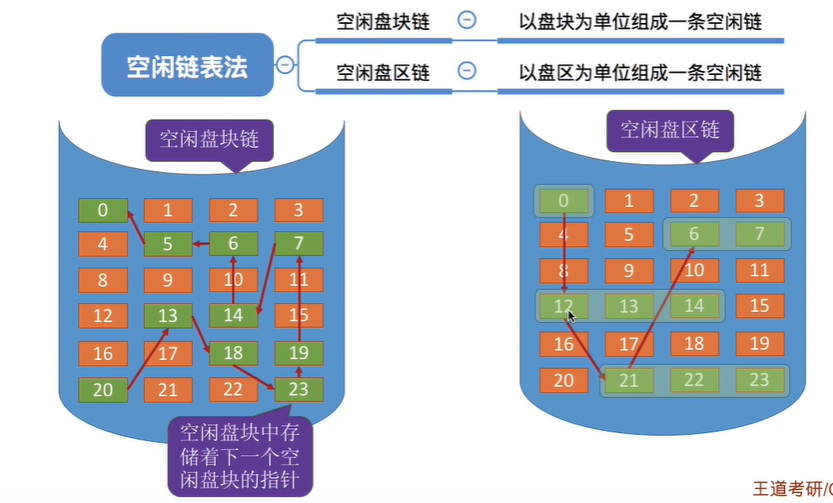 空闲链表法
空闲盘块链
以盘块为单位组成一条空闲链
空闲盘区链
以盘区为单位组成一条空闲链
空闲盘块链
0 1 2 3
4 5 6 7
8 9 10 11
12 13 14 15
16 17 18 19
20 21 22 23
空闲盘块中存
储着下一个空
闲盘块的指针
空闲盘区链
0 1 2 3
4 5 6 7
8 9 10 11
12 13 14 15
16 17 18 19
20 21 22 23
王道考研/